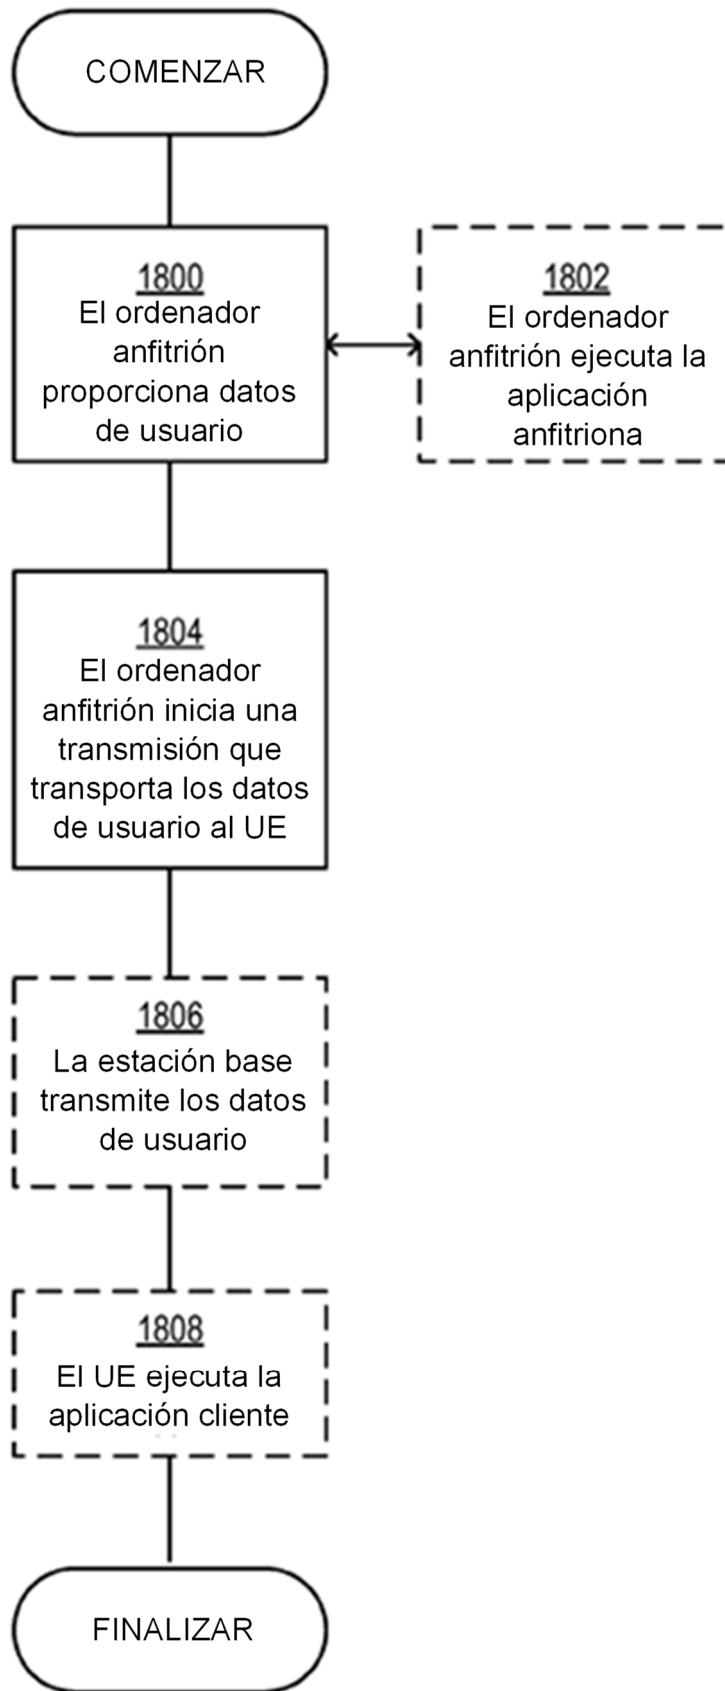 COMENZAR
1800
El ordenador
anfitrión
proporciona datos
de usuario
1802
El ordenador
anfitrión ejecuta la
aplicación
anfitriona
1804
El ordenador
anfitrión inicia una
transmisión que
transporta los datos
de usuario al UE
1806
La estación base
transmite los datos
de usuario
1808
El UE ejecuta la
aplicación cliente
FINALIZAR